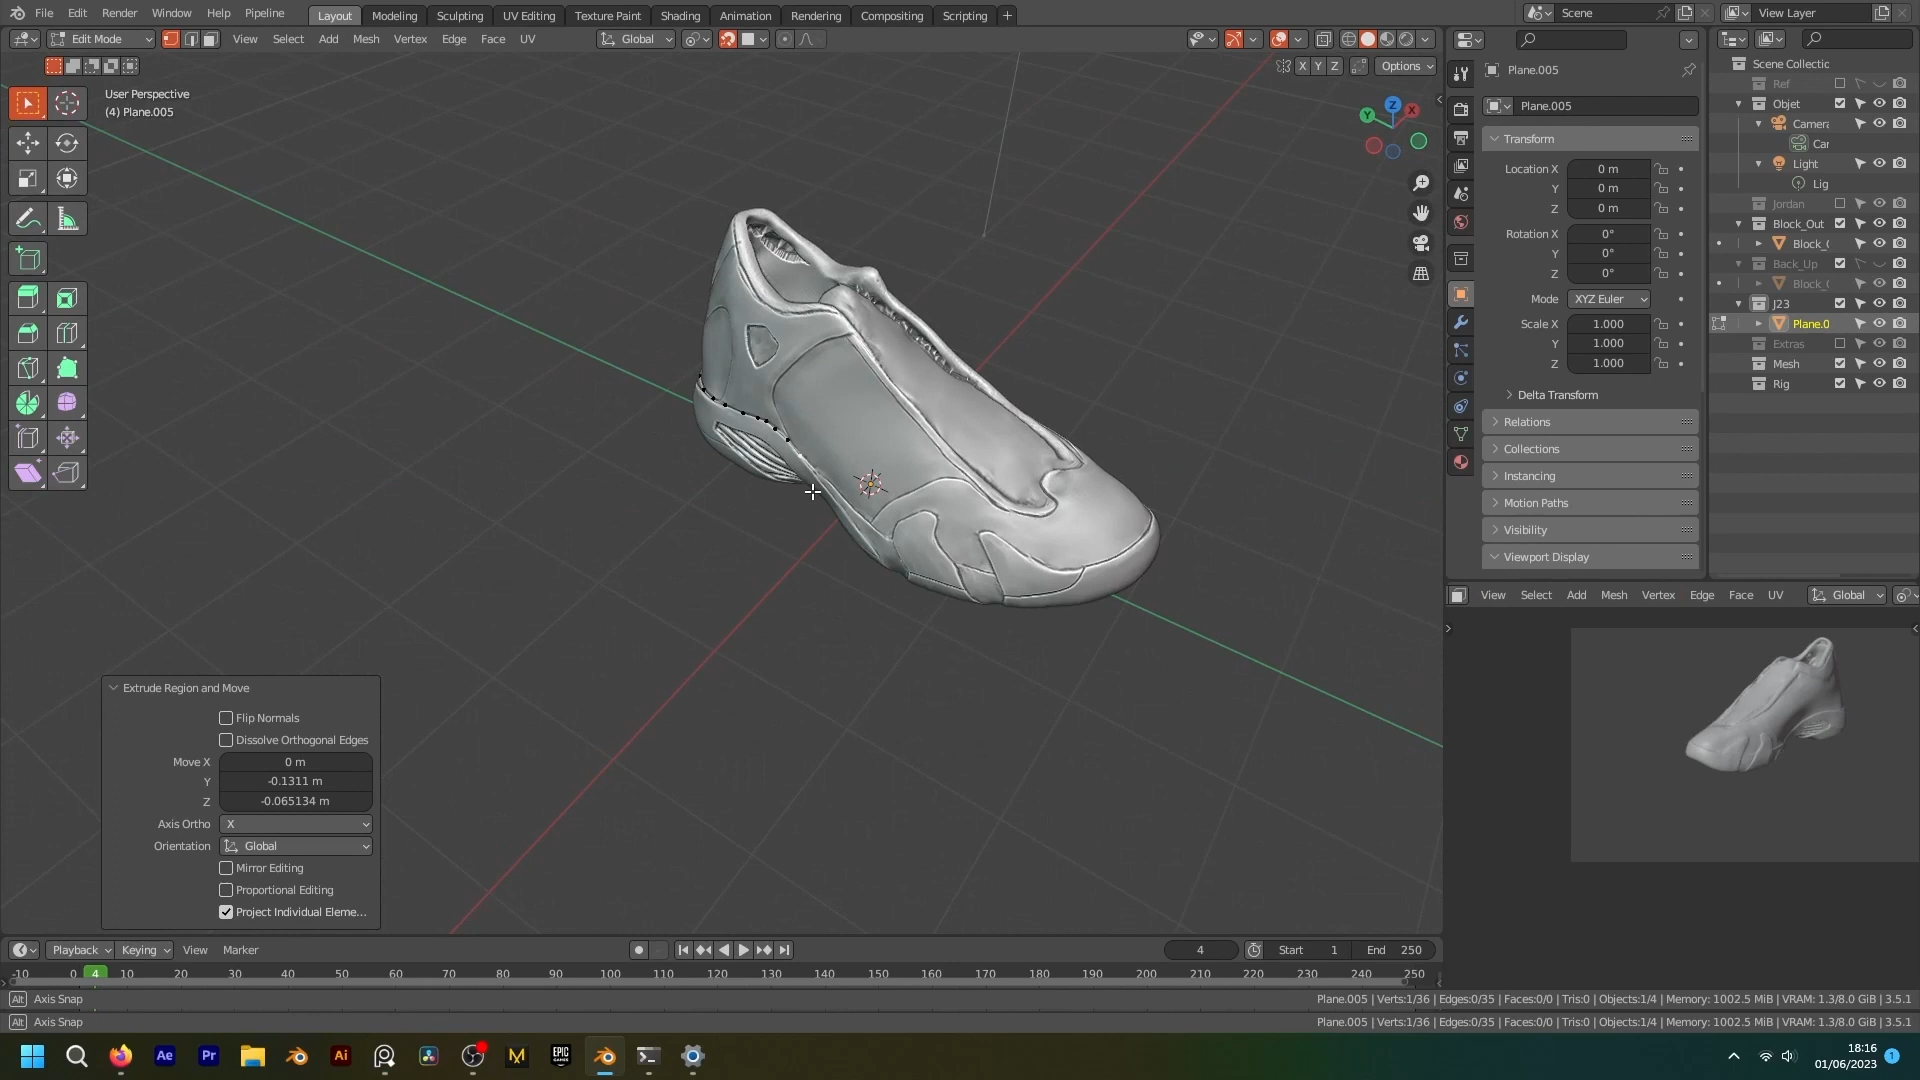 File Edit Render Window Help Pipeline Layout Modeling Sculpting UV Editing Texture Paint Shading Animation Rendering Compositing Scripting +
Scene View Layer
Edit Mode View Select Add Mesh Vertex Edge Face UV Global
X Y Z Options
User Perspective
(4) Plane.005
Z
Y
X
Plane.005
Plane.005
Transform
Location X 0 m
Y 0 m
Z 0 m
Rotation X 0°
Y 0°
Z 0°
Mode XYZ Euler
Scale X 1.000
Y 1.000
Z 1.000
Delta Transform
Relations
Collections
Instancing
Motion Paths
Visibility
Viewport Display
Scene Collectic
Ref
Objet
Camera
Car
Light
Lig
Jordan
Block_Out
Block_(
Back_Up
Block_(
J23
Plane.0
Extras
Mesh
Rig
View Select Add Mesh Vertex Edge Face UV Global
Extrude Region and Move
Flip Normals
Dissolve Orthogonal Edges
Move X 0 m
Y -0.1311 m
Z -0.065134 m
Axis Ortho X
Orientation Global
Mirror Editing
Proportional Editing
Project Individual Eleme...
Playback Keying View Marker 4 Start 1 End 250
-10 0 4 10 20 30 40 50 60 70 80 90 100 110 120 130 140 150 160 170 180 190 200 210 220 230 240 250
Alt Axis Snap Plane.005 | Verts:1/36 | Edges:0/35 | Faces:0/0 | Tris:0 | Objects:1/4 | Memory: 1002.5 MiB | VRAM: 1.3/8.0 GiB | 3.5.1
Alt Axis Snap Plane.005 | Verts:1/36 | Edges:0/35 | Faces:0/0 | Tris:0 | Objects:1/4 | Memory: 1002.5 MiB | VRAM: 1.3/8.0 GiB | 3.5.1
Ae Pr Ai M EPIC GAMES
18:16
01/06/2023 1